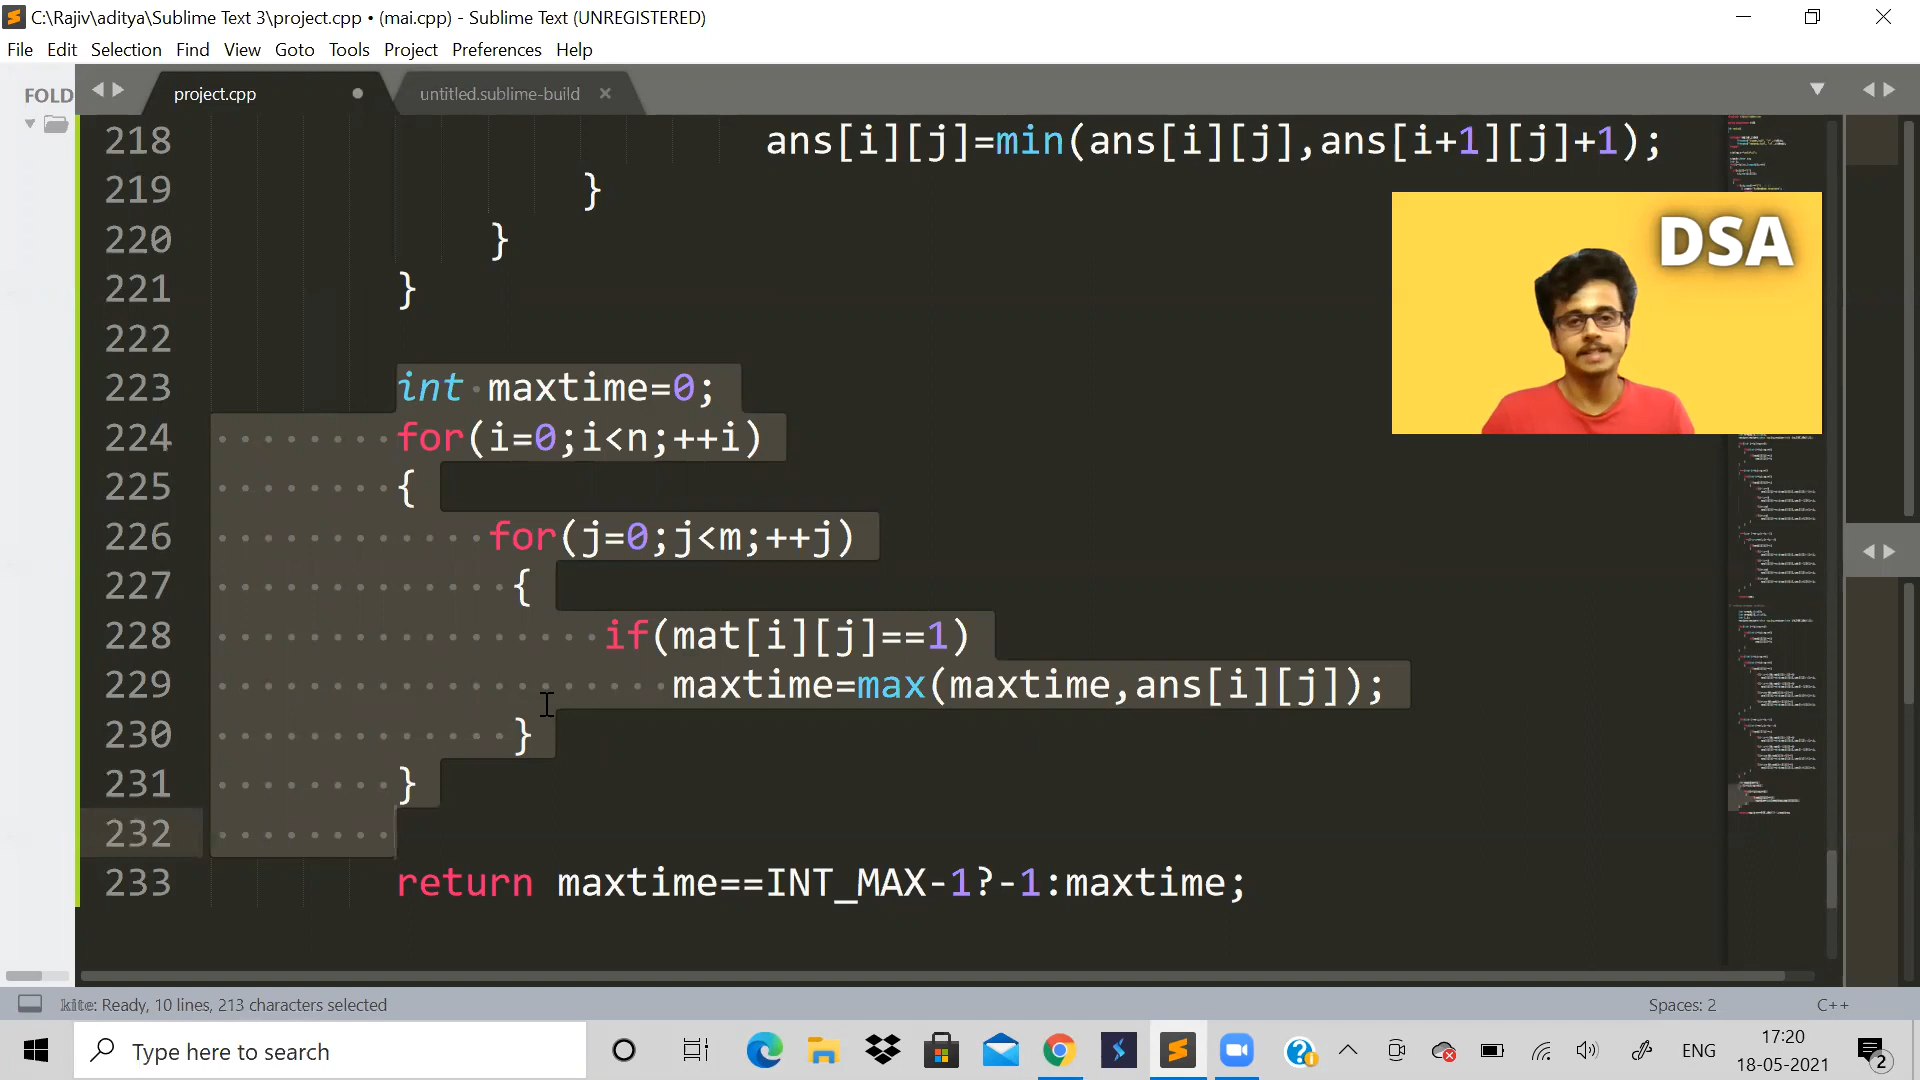 C:\Rajiv\aditya\Sublime Text 3\project.cpp • (mai.cpp) - Sublime Text (UNREGISTERED)
File Edit Selection Find View Goto Tools Project Preferences Help
FOLD
project.cpp
untitled.sublime-build
218 ans[i][j]=min(ans[i][j],ans[i+1][j]+1);
219 }
220 }
221 }
222
223 int maxtime=0;
224 for(i=0;i<n;++i)
225 {
226 for(j=0;j<m;++j)
227 {
228 if(mat[i][j]==1)
229 maxtime=max(maxtime,ans[i][j]);
230 }
231 }
232
233 return maxtime==INT_MAX-1?-1:maxtime;
DSA
kite: Ready, 10 lines, 213 characters selected
Spaces: 2
C++
Type here to search
ENG
17:20
18-05-2021
2